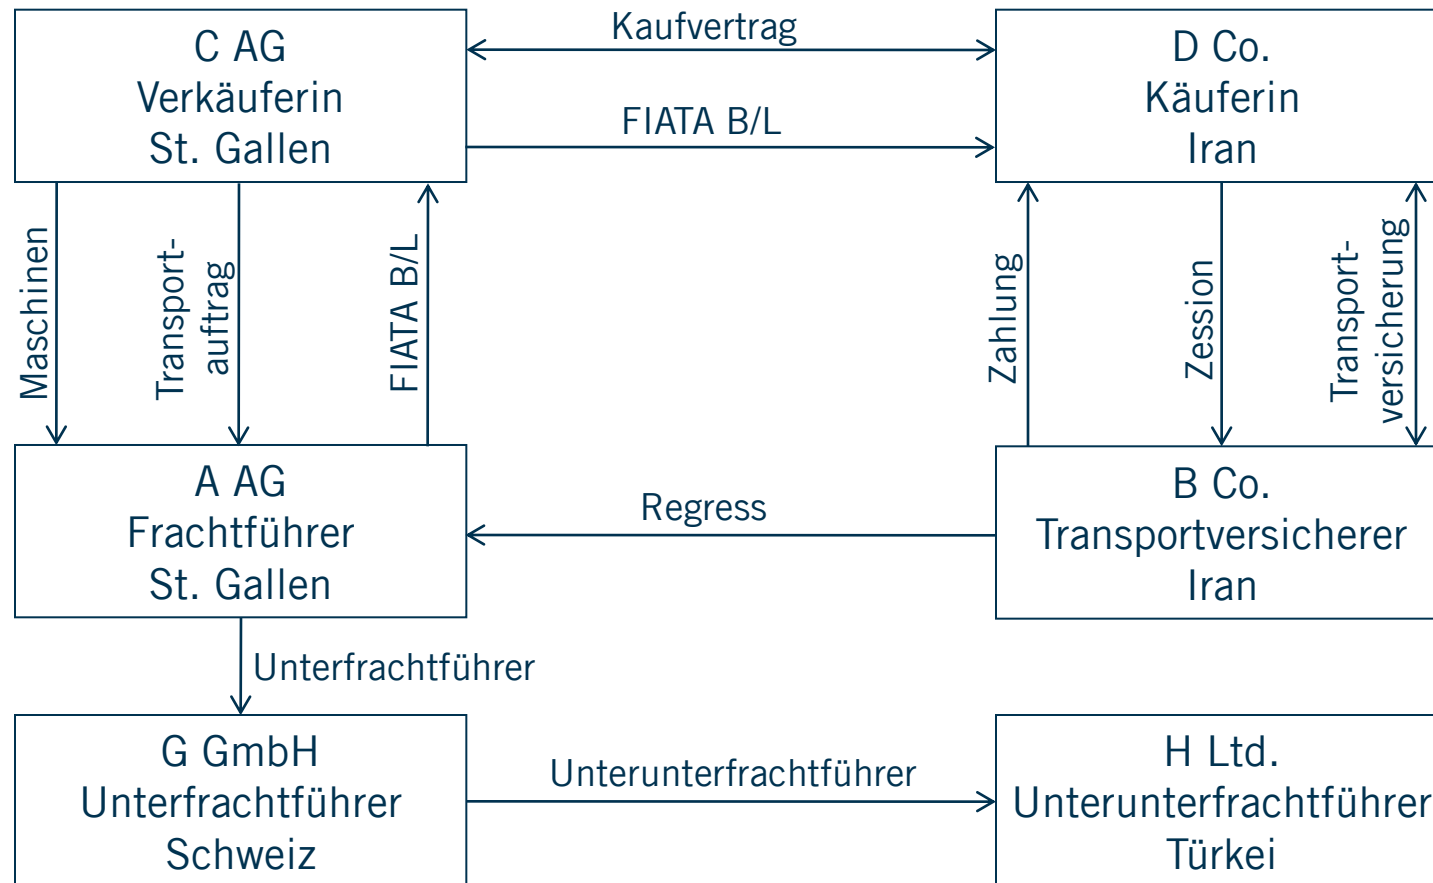 C AG
Verkäuferin
St. Gallen
Kaufvertrag
FIATA B/L
D Co.
Käuferin
Iran
Maschinen
Transport-
auftrag
FIATA B/L
Zahlung
Zession
Transport-
versicherung
A AG
Frachtführer
St. Gallen
Regress
B Co.
Transportversicherer
Iran
Unterfrachtführer
G GmbH
Unterfrachtführer
Schweiz
Unterunterfrachtführer
H Ltd.
Unterunterfrachtführer
Türkei